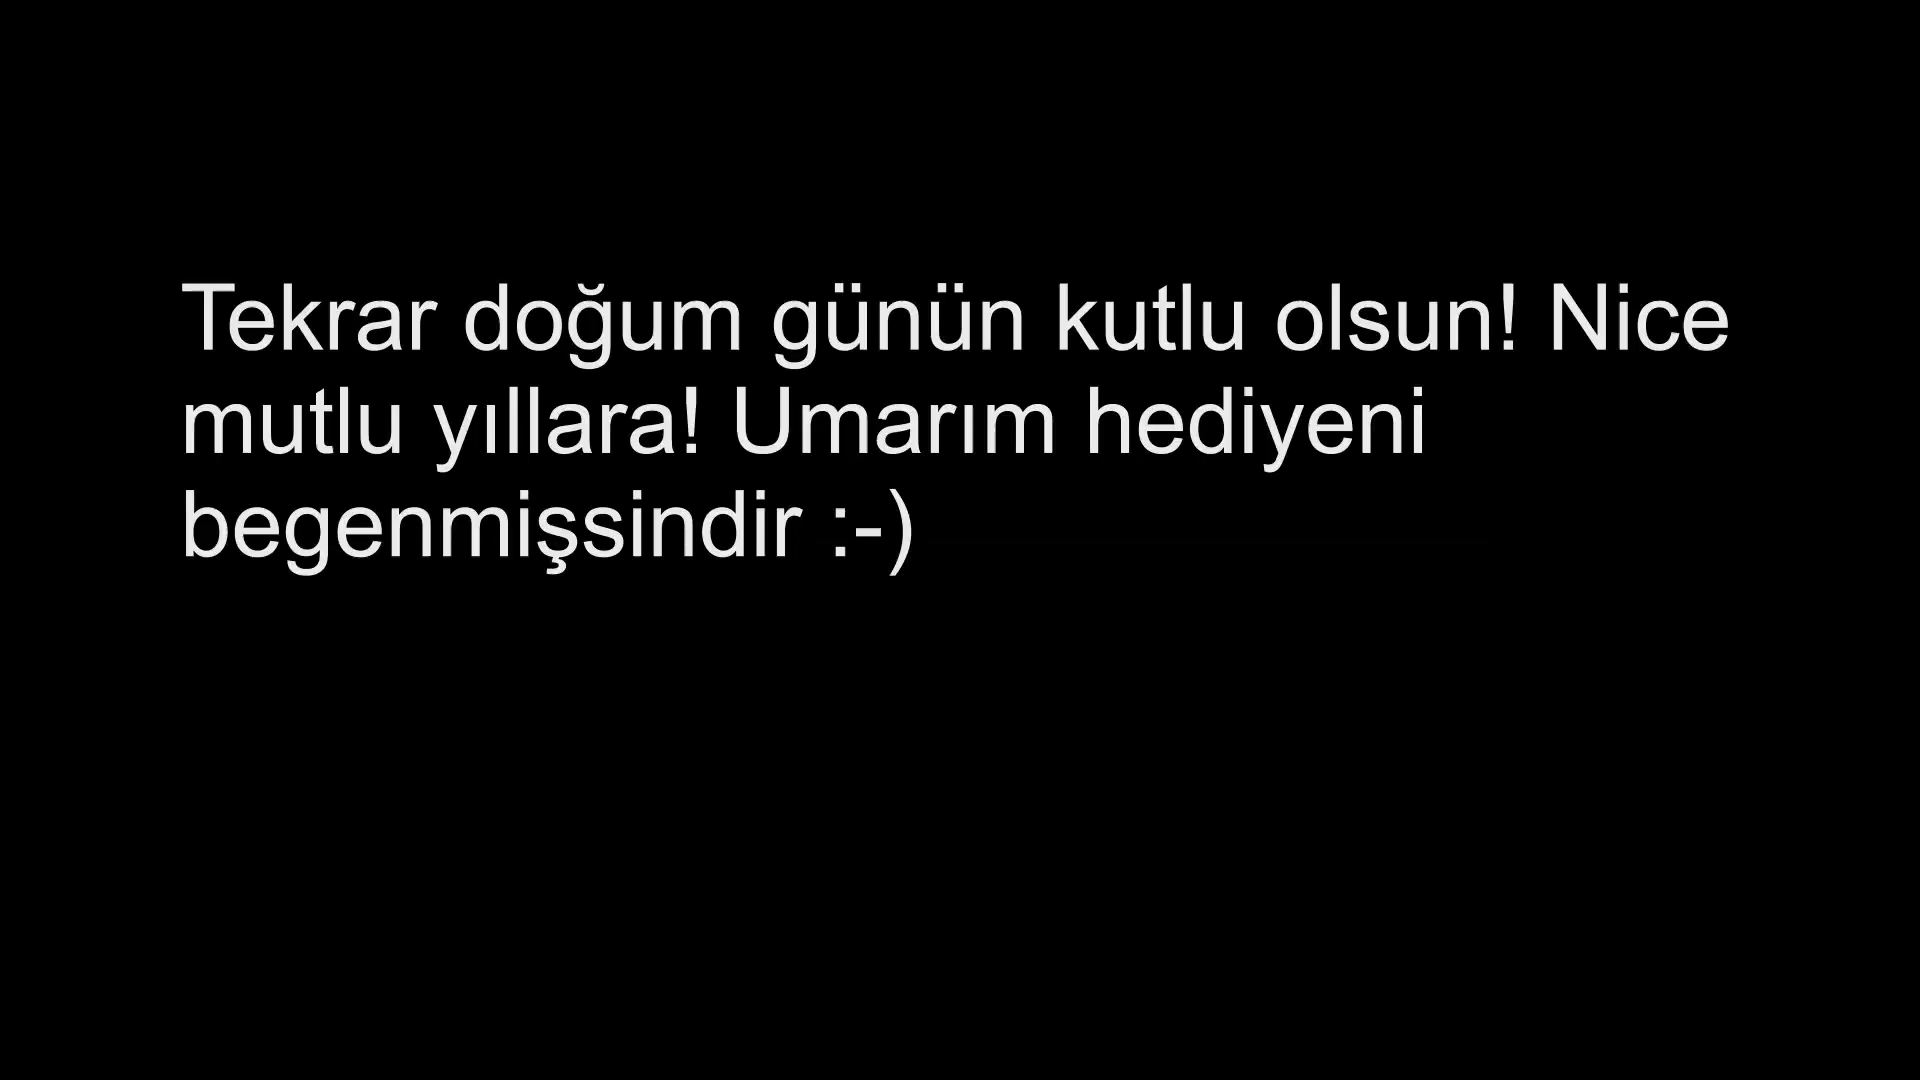 Tekrar doğum günün kutlu olsun! Nice
mutlu yıllara! Umarım hediyeni
begenmişsindir :-)